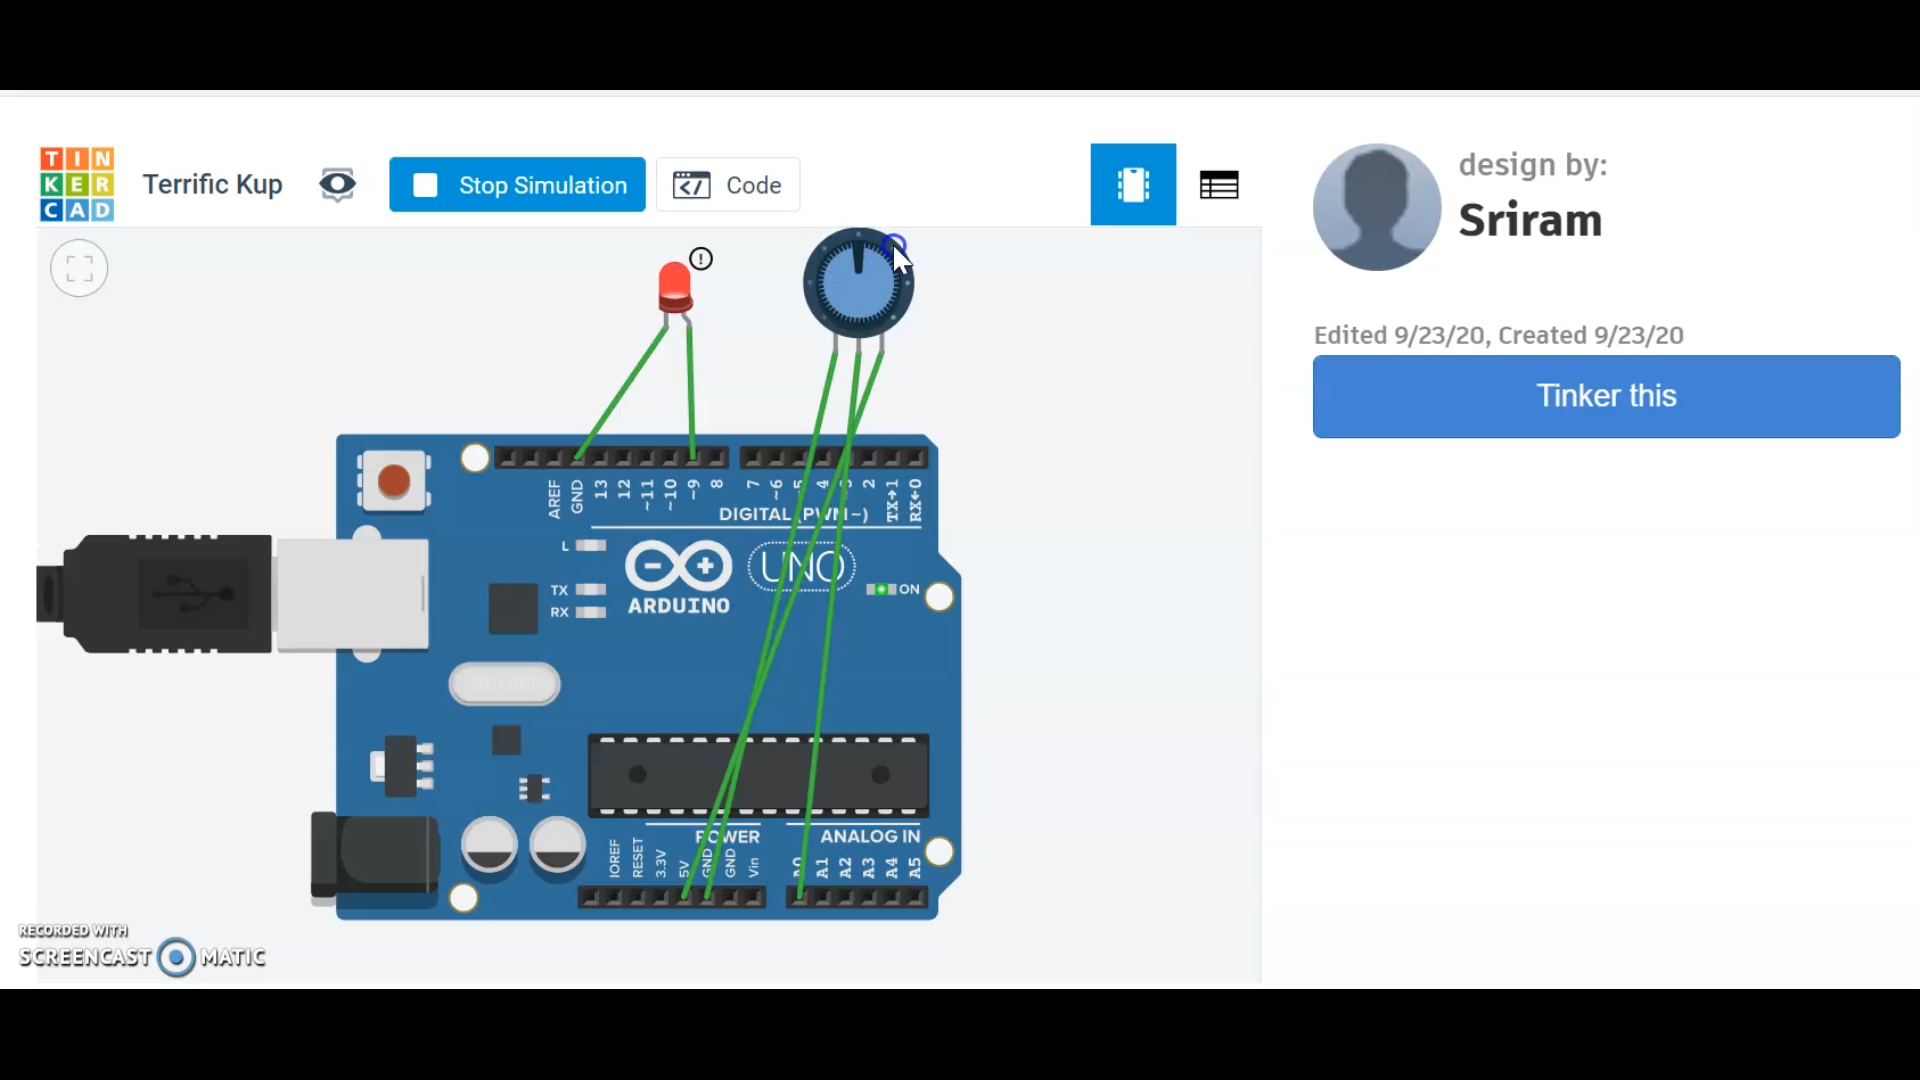 TIN
KER
CAD
Terrific Kup
Stop Simulation
Code
design by:
Sriram
Edited 9/23/20, Created 9/23/20
Tinker this
!
AREF
GND
13
12
~11
~10
~9
8
7
~6
~5
4
2
TX→1
RX←0
DIGITAL (PWM~)
L
TX
RX
ARDUINO
UNO
ON
POWER
ANALOG IN
IOREF
RESET
3.3V
5V
GND
GND
Vin
A0
A1
A2
A3
A4
A5
RECORDED WITH
SCREENCAST MATIC